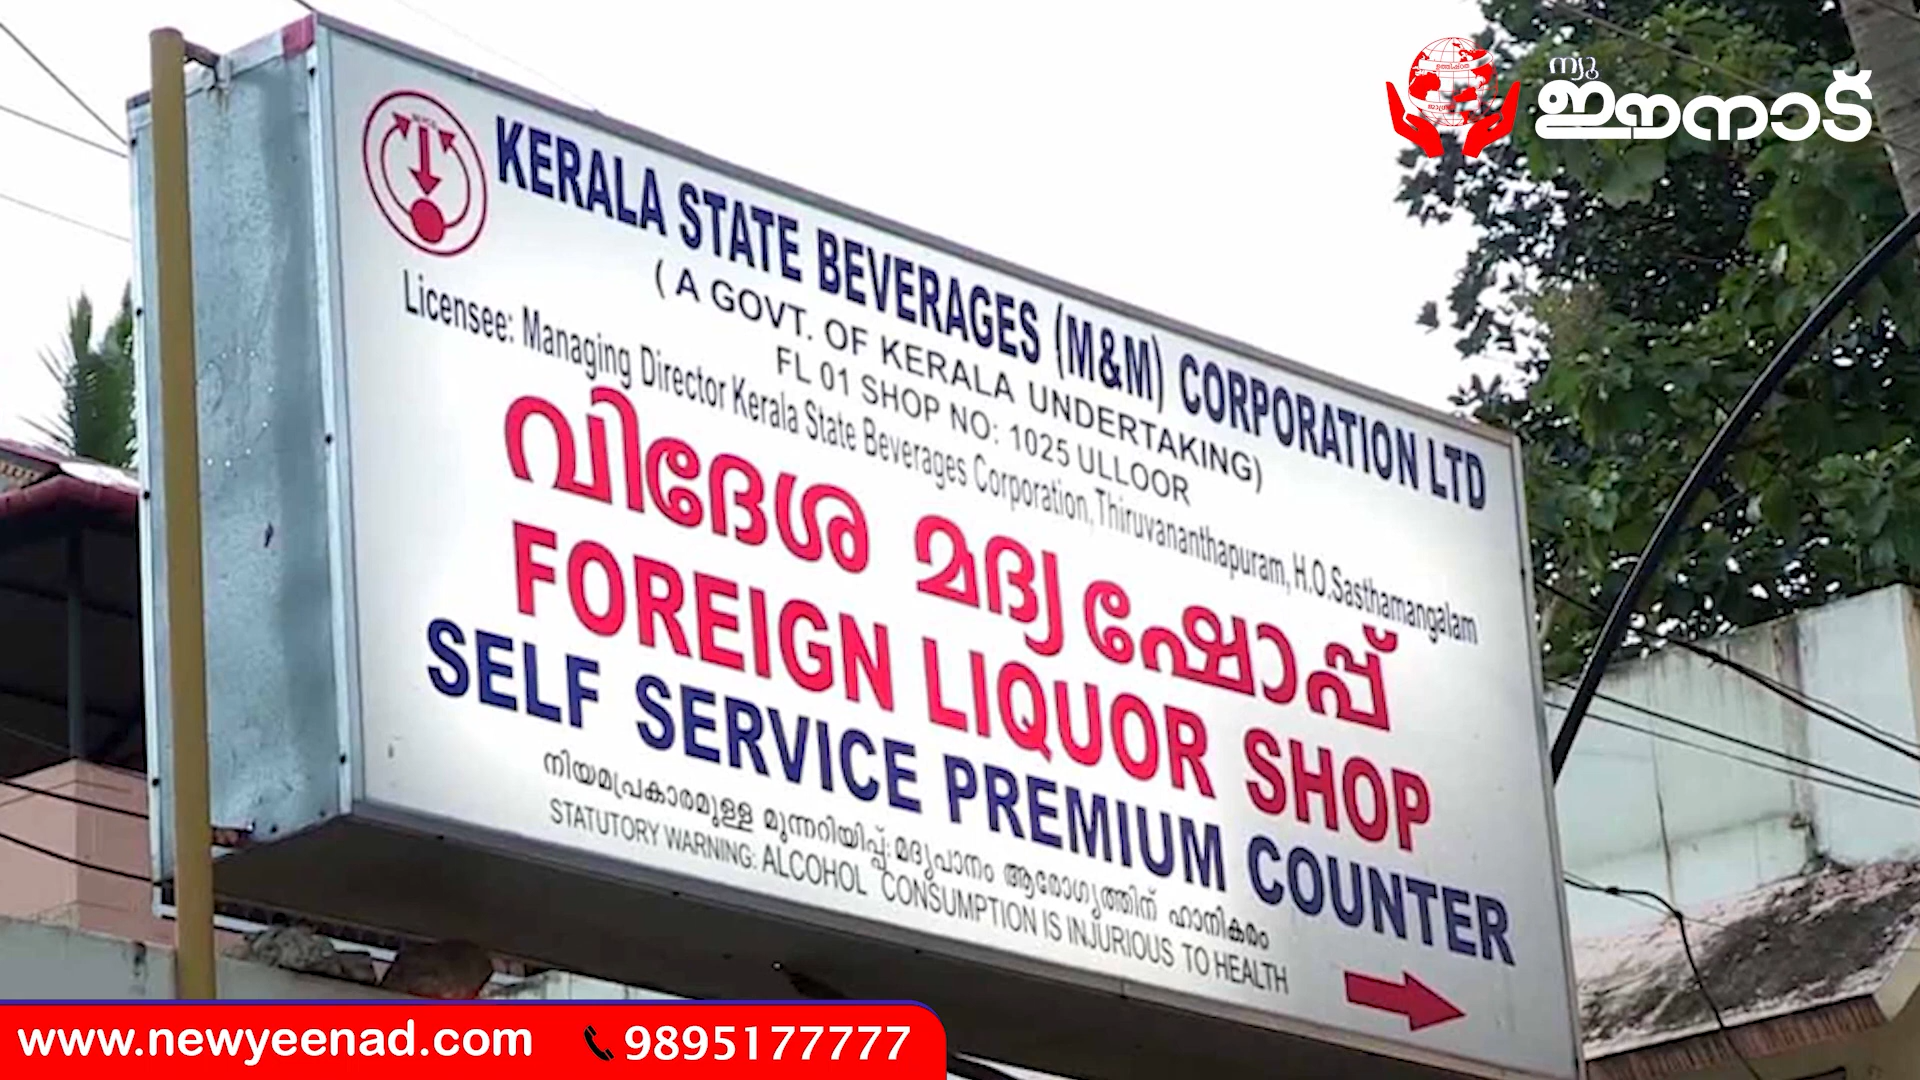 ന്യൂ
ഈനാട്
KERALA STATE BEVERAGES (M&M) CORPORATION LTD
( A GOVT. OF KERALA UNDERTAKING)
FL 01 SHOP NO: 1025 ULLOOR
Licensee: Managing Director Kerala State Beverages Corporation, Thiruvananthapuram, H.O.Sasthamangalam
വിദേശ മദ്യ ഷോപ്പ്
FOREIGN LIQUOR SHOP
SELF SERVICE PREMIUM COUNTER
നിയമപ്രകാരമുള്ള മുന്നറിയിപ്പ്: മദ്യപാനം ആരോഗ്യത്തിന് ഹാനികരം
STATUTORY WARNING: ALCOHOL CONSUMPTION IS INJURIOUS TO HEALTH
www.newyeenad.com 9895177777